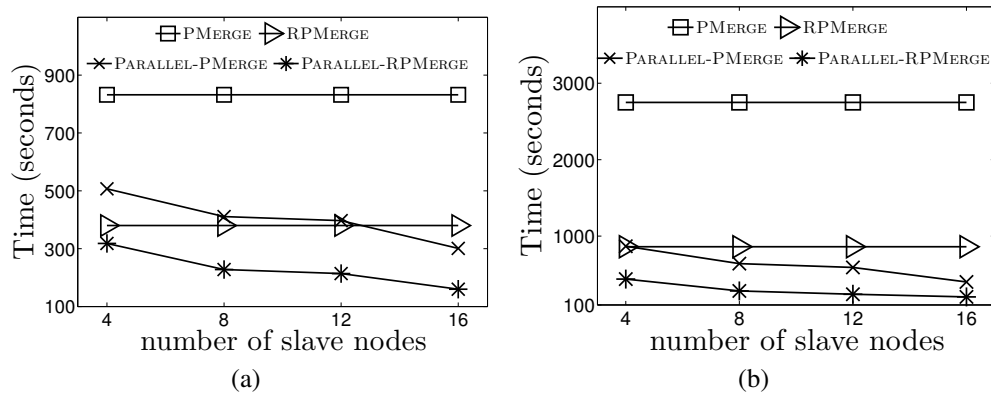 PMERGE RPMERGE
PARALLEL-PMERGE PARALLEL-RPMERGE
Time (seconds)
900
700
500
300
100
4 8 12 16
number of slave nodes
(a)
PMERGE RPMERGE
PARALLEL-PMERGE PARALLEL-RPMERGE
Time (seconds)
3000
2000
1000
100
4 8 12 16
number of slave nodes
(b)